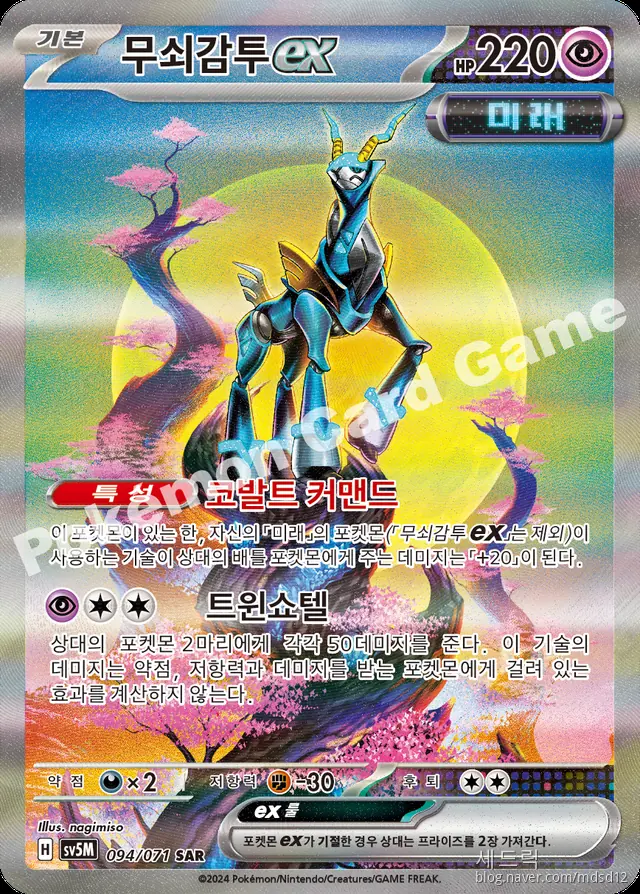 기본 무쇠감투ex HP220
미래
Pokémon Card Game
특성 코발트 커맨드
이 포켓몬이 있는 한, 자신의 「미래」의 포켓몬(「무쇠감투ex」는 제외)이
사용하는 기술이 상대의 배틀 포켓몬에게 주는 데미지는 「+20」이 된다.
트윈쇼텔
상대의 포켓몬 2마리에게 각각 50데미지를 준다. 이 기술의
데미지는 약점, 저항력과 데미지를 받는 포켓몬에게 걸려 있는
효과를 계산하지 않는다.
약점 ×2 저항력 -30 후퇴
ex 룰
포켓몬 ex가 기절한 경우 상대는 프라이즈를 2장 가져간다.
Illus. nagimiso
H sv5M 094/071 SAR
©2024 Pokémon/Nintendo/Creatures/GAME FREAK.
세드릭
blog.naver.com/mdsd12